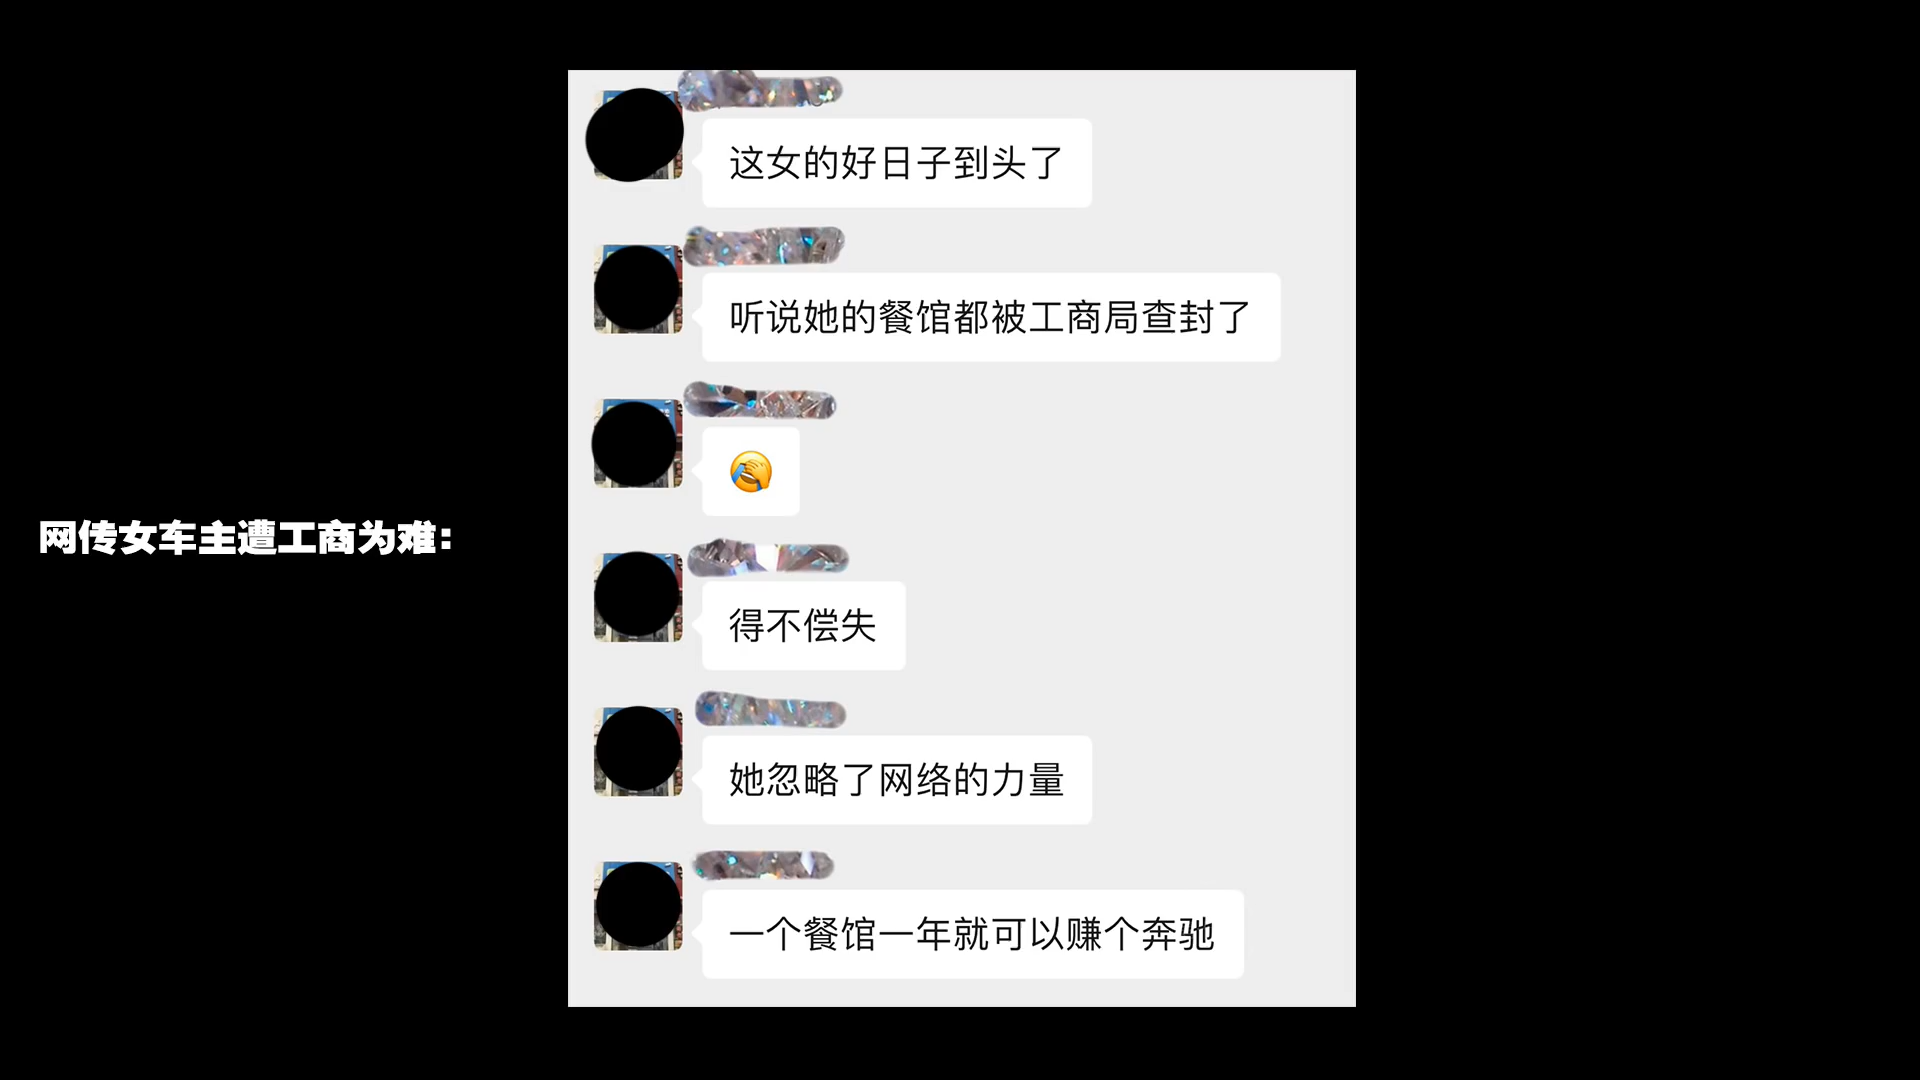 这女的好日子到头了
听说她的餐馆都被工商局查封了
🤣
得不偿失
网传女车主遭工商为难：
她忽略了网络的力量
一个餐馆一年就可以赚个奔驰